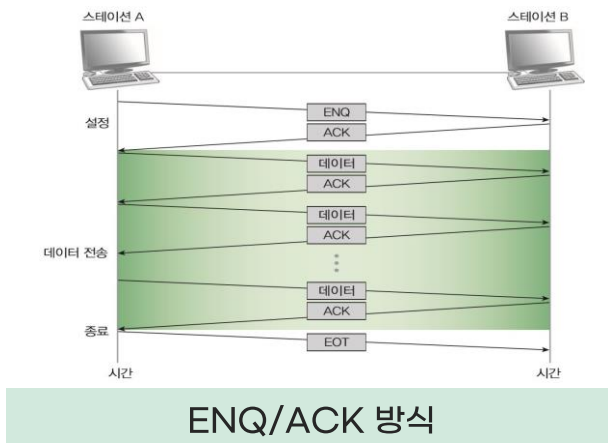 스테이션 A
스테이션 B
설정
ENQ
ACK
데이터
ACK
데이터
ACK
데이터 전송
데이터
ACK
종료
EOT
시간
시간
ENQ/ACK 방식